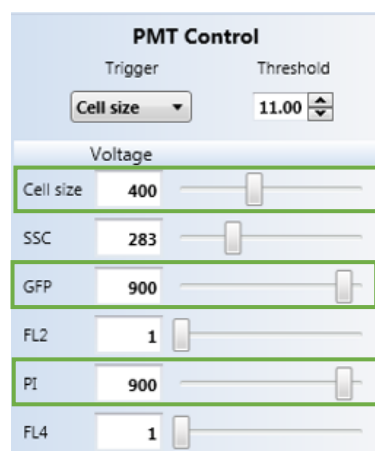 PMT Control
Trigger Threshold
Cell size 11.00
Voltage
Cell size 400
SSC 283
GFP 900
FL2 1
PI 900
FL4 1